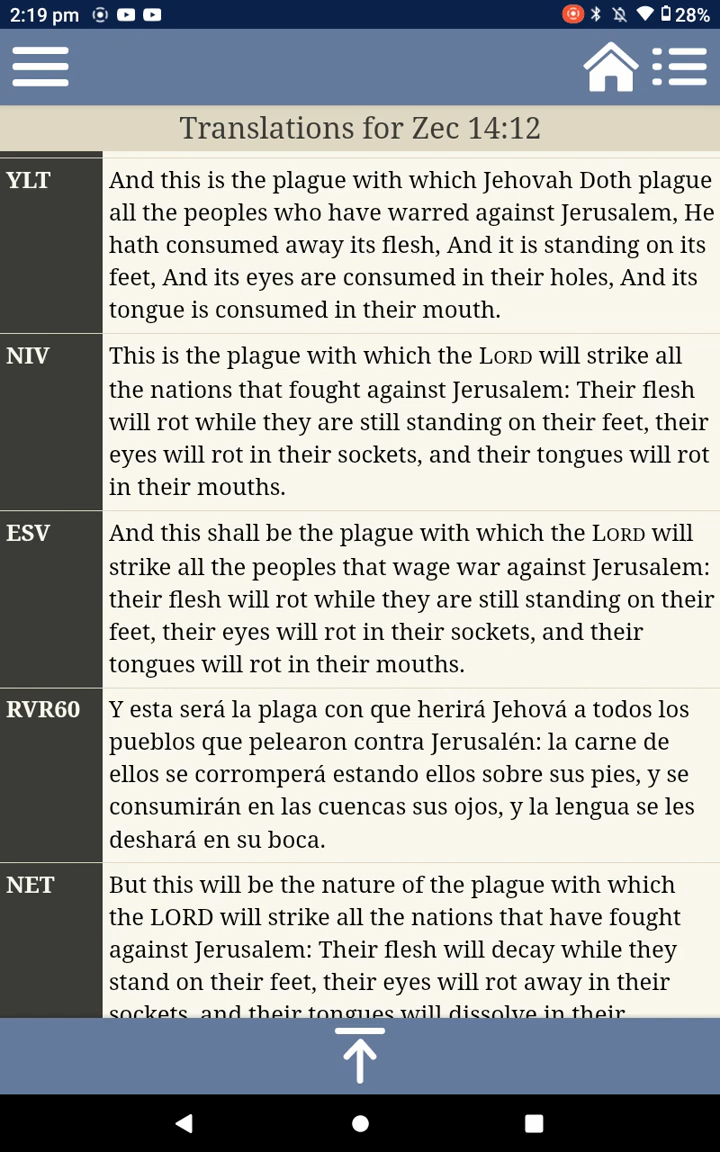 2:19 pm
28%
Translations for Zec 14:12
YLT
And this is the plague with which Jehovah Doth plague
all the peoples who have warred against Jerusalem, He
hath consumed away its flesh, And it is standing on its
feet, And its eyes are consumed in their holes, And its
tongue is consumed in their mouth.
NIV
This is the plague with which the LORD will strike all
the nations that fought against Jerusalem: Their flesh
will rot while they are still standing on their feet, their
eyes will rot in their sockets, and their tongues will rot
in their mouths.
ESV
And this shall be the plague with which the LORD will
strike all the peoples that wage war against Jerusalem:
their flesh will rot while they are still standing on their
feet, their eyes will rot in their sockets, and their
tongues will rot in their mouths.
RVR60
Y esta será la plaga con que herirá Jehová a todos los
pueblos que pelearon contra Jerusalén: la carne de
ellos se corromperá estando ellos sobre sus pies, y se
consumirán en las cuencas sus ojos, y la lengua se les
deshará en su boca.
NET
But this will be the nature of the plague with which
the LORD will strike all the nations that have fought
against Jerusalem: Their flesh will decay while they
stand on their feet, their eyes will rot away in their
sockets, and their tongues will dissolve in their